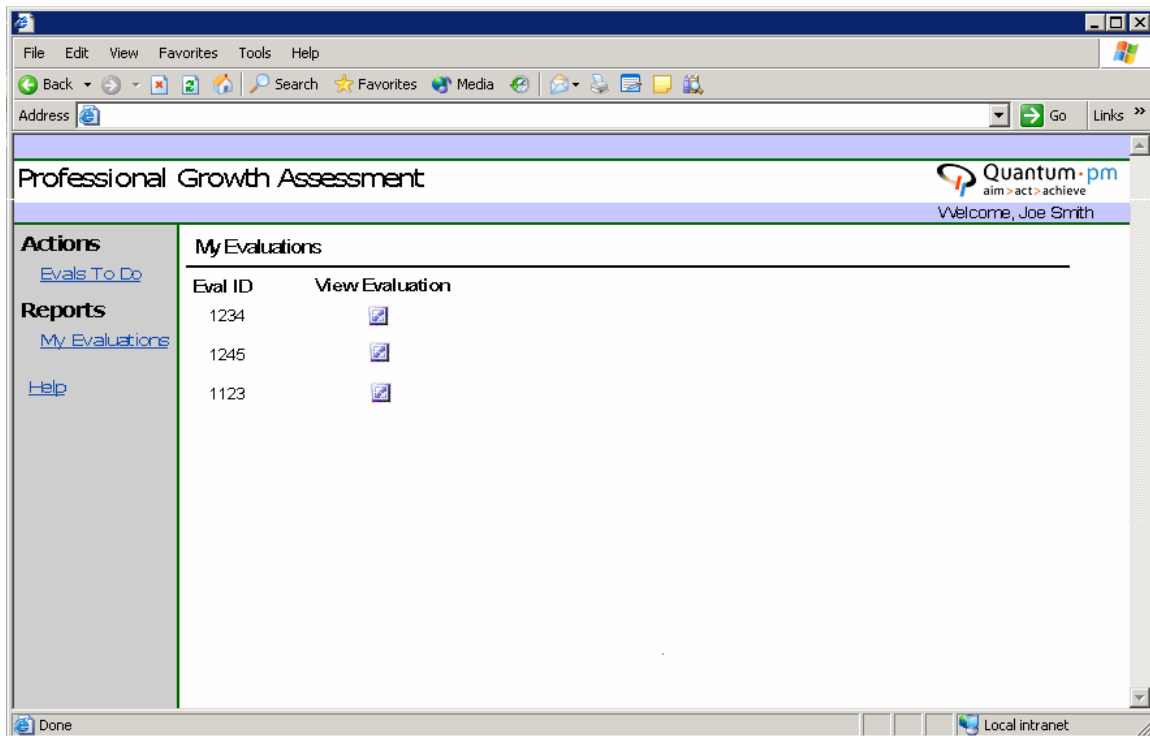 File Edit View Favorites Tools Help
Back Search Favorites Media
Address Go Links »
Professional Growth Assessment
Quantum·pm
aim>act>achieve
Welcome, Joe Smith
Actions
Evals To Do
Reports
My Evaluations
Help
My Evaluations
Eval ID View Evaluation
1234
1245
1123
Done Local intranet